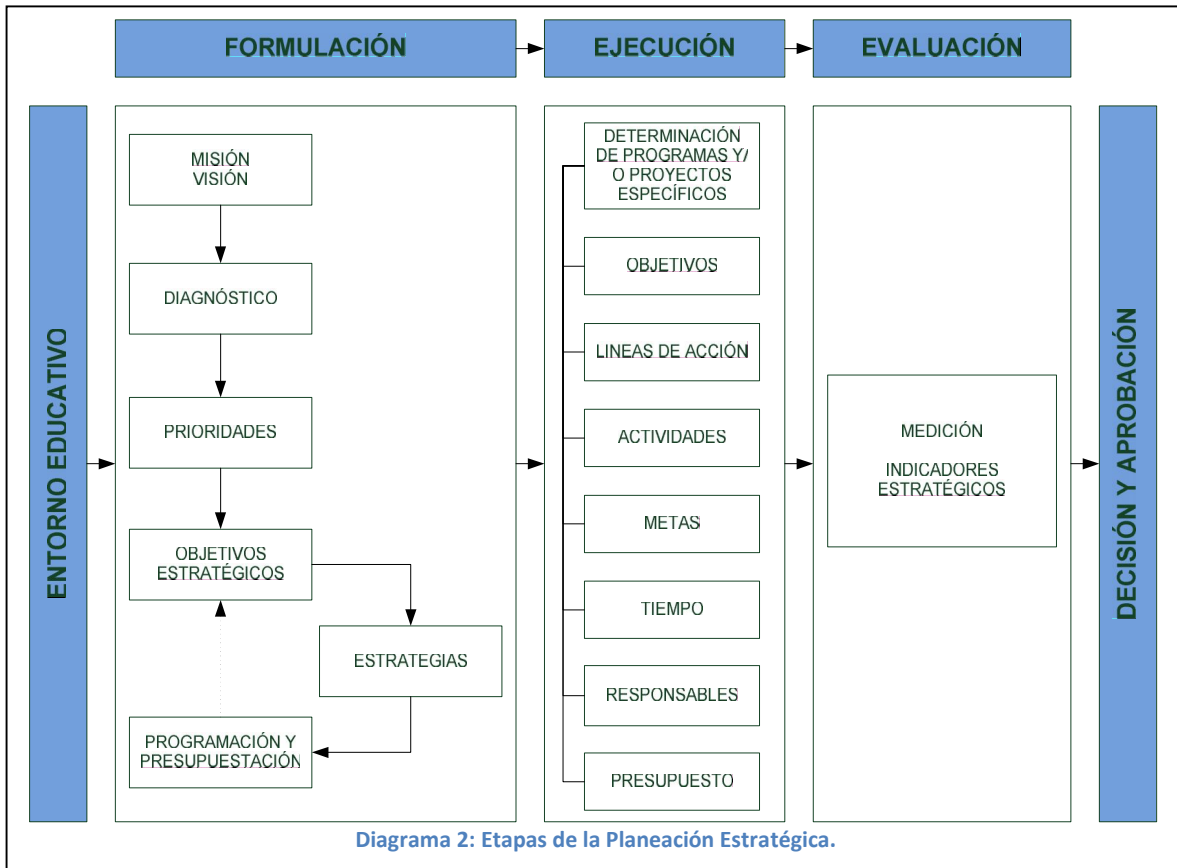 FORMULACIÓN
EJECUCIÓN
EVALUACIÓN
ENTORNO EDUCATIVO
MISIÓN
VISIÓN
DIAGNÓSTICO
PRIORIDADES
OBJETIVOS
ESTRATÉGICOS
ESTRATEGIAS
PROGRAMACIÓN Y
PRESUPUESTACIÓN
DETERMINACIÓN
DE PROGRAMAS Y/
O PROYECTOS
ESPECÍFICOS
OBJETIVOS
LINEAS DE ACCIÓN
ACTIVIDADES
METAS
TIEMPO
RESPONSABLES
PRESUPUESTO
MEDICIÓN
INDICADORES
ESTRATÉGICOS
DECISIÓN Y APROBACIÓN
Diagrama 2: Etapas de la Planeación Estratégica.